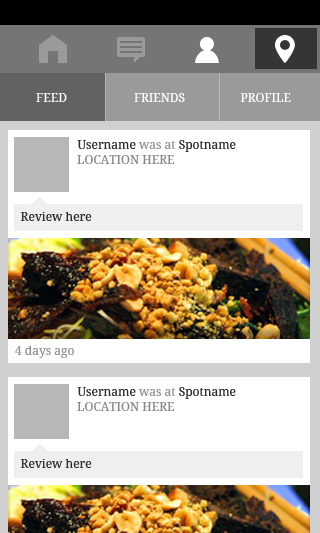 FEED FRIENDS PROFILE
Username was at Spotname
LOCATION HERE
Review here
4 days ago
Username was at Spotname
LOCATION HERE
Review here